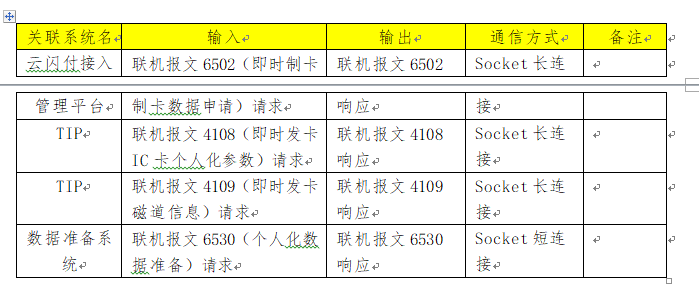 关联系统名 输入 输出 通信方式 备注
云闪付接入 联机报文 6502（即时制卡 联机报文 6502 Socket 长连
管理平台 制卡数据申请）请求 响应 接
TIP 联机报文 4108（即时发卡 联机报文 4108 Socket 长连
IC 卡个人化参数）请求 响应 接
TIP 联机报文 4109（即时发卡 联机报文 4109 Socket 长连
磁道信息）请求 响应 接
数据准备系 联机报文 6530（个人化数 联机报文 6530 Socket 短连
统 据准备）请求 响应 接